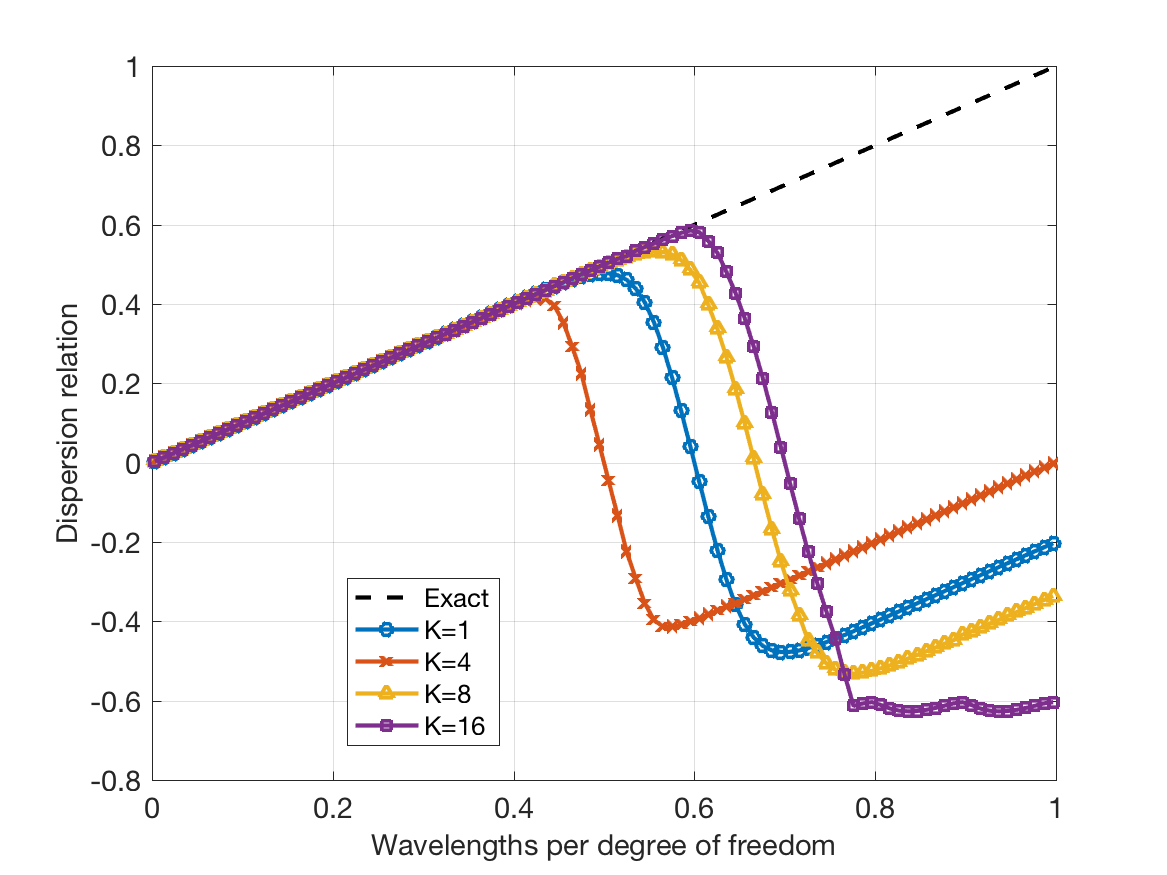 1
0.8
0.6
0.4
0.2
0
-0.2
-0.4
-0.6
-0.8
Dispersion relation
Exact
K=1
K=4
K=8
K=16
0 0.2 0.4 0.6 0.8 1
Wavelengths per degree of freedom